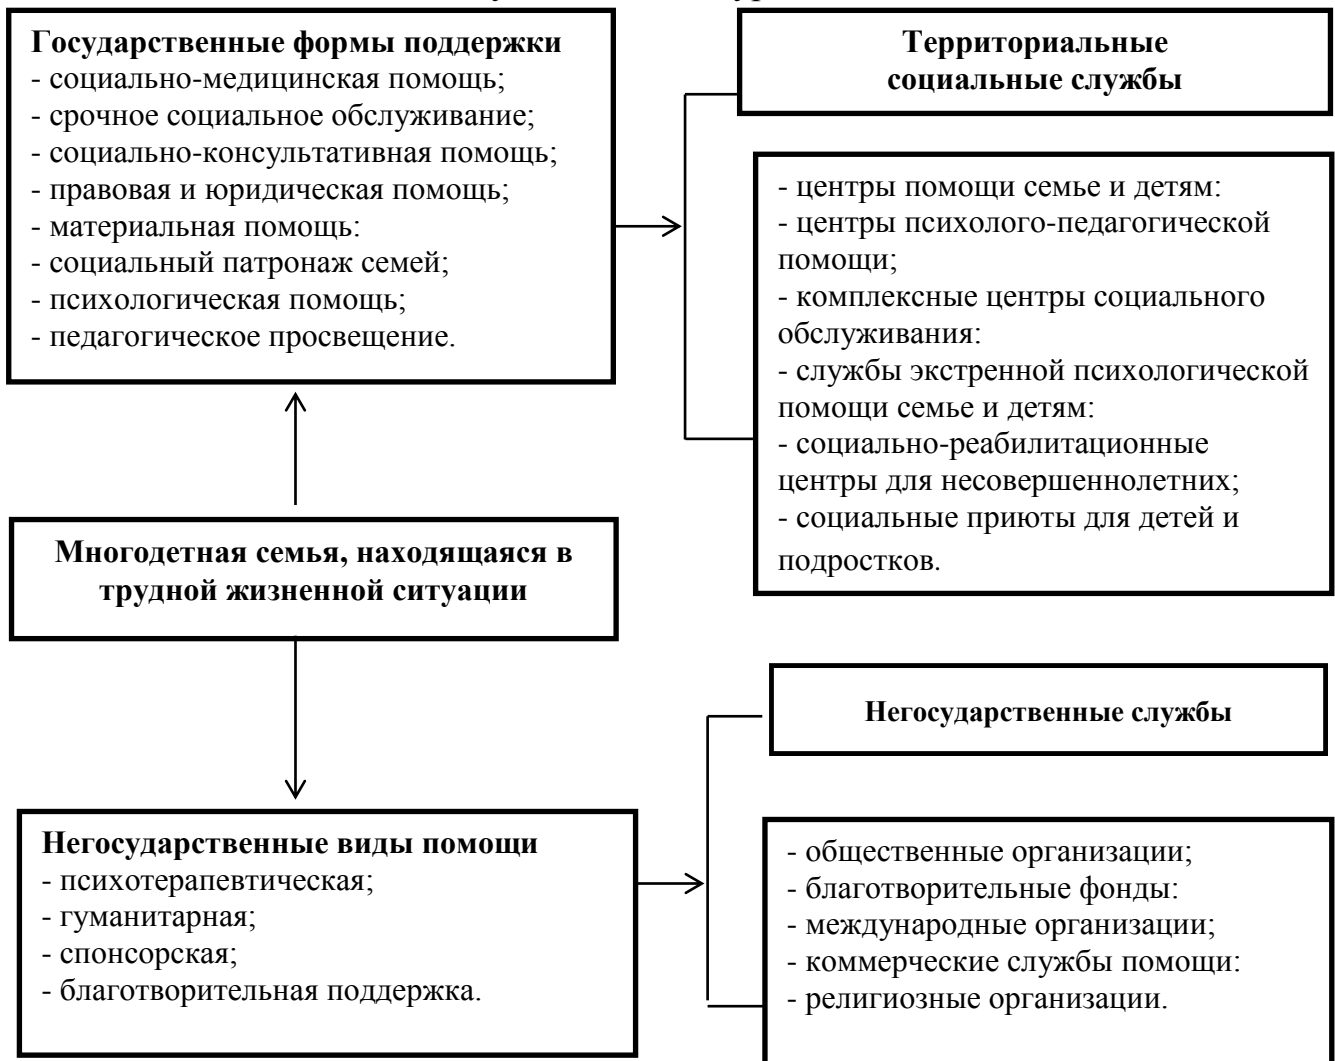 Государственные формы поддержки
- социально-медицинская помощь;
- срочное социальное обслуживание;
- социально-консультативная помощь;
- правовая и юридическая помощь;
- материальная помощь:
- социальный патронаж семей;
- психологическая помощь;
- педагогическое просвещение.
Территориальные
социальные службы
- центры помощи семье и детям:
- центры психолого-педагогической
помощи;
- комплексные центры социального
обслуживания:
- службы экстренной психологической
помощи семье и детям:
- социально-реабилитационные
центры для несовершеннолетних;
- социальные приюты для детей и
подростков.
Многодетная семья, находящаяся в
трудной жизненной ситуации
Негосударственные службы
Негосударственные виды помощи
- психотерапевтическая;
- гуманитарная;
- спонсорская;
- благотворительная поддержка.
- общественные организации;
- благотворительные фонды:
- международные организации;
- коммерческие службы помощи:
- религиозные организации.